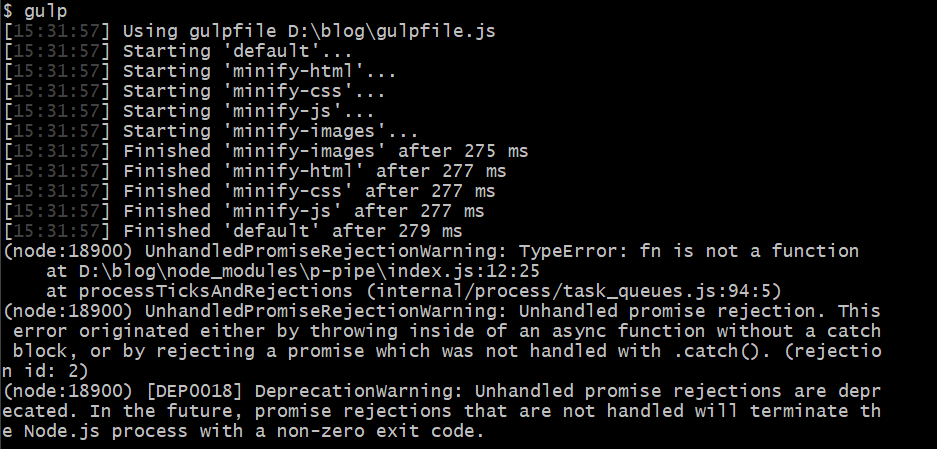 $ gulp
[15:31:57] Using gulpfile D:\blog\gulpfile.js
[15:31:57] Starting 'default'...
[15:31:57] Starting 'minify-html'...
[15:31:57] Starting 'minify-css'...
[15:31:57] Starting 'minify-js'...
[15:31:57] Starting 'minify-images'...
[15:31:57] Finished 'minify-images' after 275 ms
[15:31:57] Finished 'minify-html' after 277 ms
[15:31:57] Finished 'minify-css' after 277 ms
[15:31:57] Finished 'minify-js' after 277 ms
[15:31:57] Finished 'default' after 279 ms
(node:18900) UnhandledPromiseRejectionWarning: TypeError: fn is not a function
    at D:\blog\node_modules\p-pipe\index.js:12:25
    at processTicksAndRejections (internal/process/task_queues.js:94:5)
(node:18900) UnhandledPromiseRejectionWarning: Unhandled promise rejection. This
 error originated either by throwing inside of an async function without a catch
 block, or by rejecting a promise which was not handled with .catch(). (rejectio
n id: 2)
(node:18900) [DEP0018] DeprecationWarning: Unhandled promise rejections are depr
ecated. In the future, promise rejections that are not handled will terminate th
e Node.js process with a non-zero exit code.